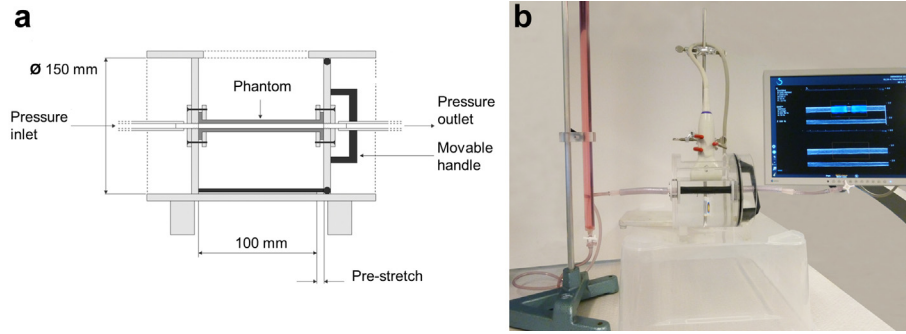 a
b
Ø 150 mm
Phantom
Pressure
inlet
Pressure
outlet
Movable
handle
100 mm
Pre-stretch